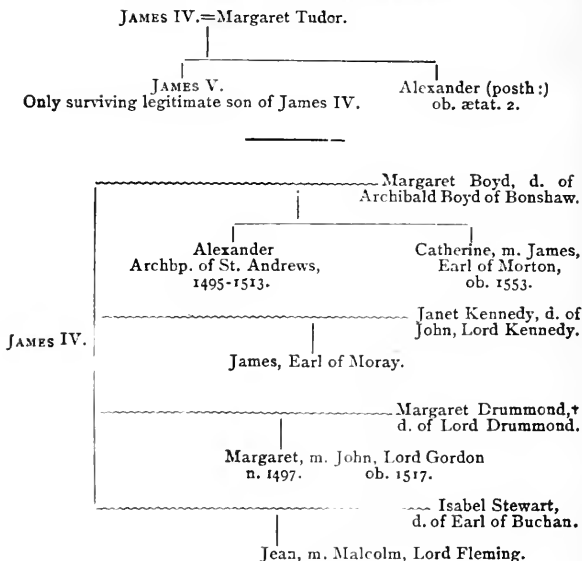 JAMES IV.=Margaret Tudor.
JAMES V.
Only surviving legitimate son of James IV.
Alexander (posth:)
ob. ætat. 2.
Margaret Boyd, d. of
Archibald Boyd of Bonshaw.
Alexander
Archbp. of St. Andrews,
1495-1513.
Catherine, m. James,
Earl of Morton,
ob. 1553.
JAMES IV.
Janet Kennedy, d. of
John, Lord Kennedy.
James, Earl of Moray.
Margaret Drummond,†
d. of Lord Drummond.
Margaret, m. John, Lord Gordon
n. 1497. ob. 1517.
Isabel Stewart,
d. of Earl of Buchan.
Jean, m. Malcolm, Lord Fleming.